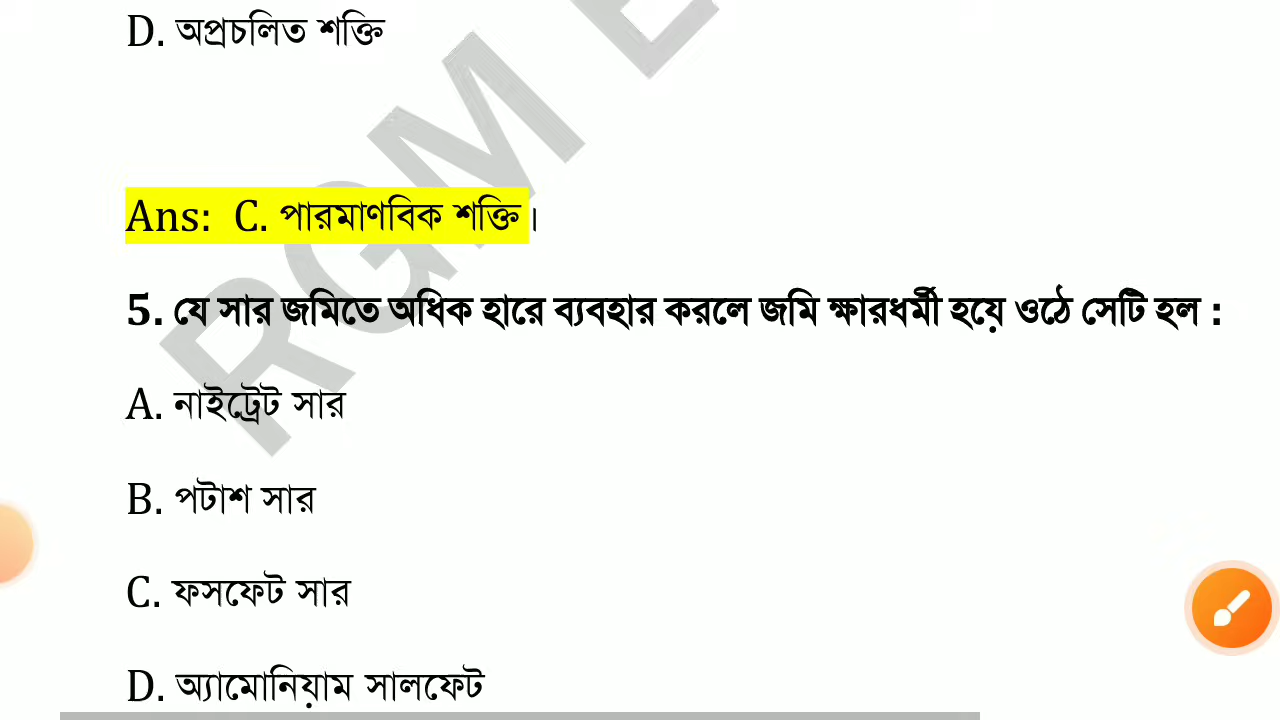 D. অপ্রচলিত শক্তি
Ans: C. পারমাণবিক শক্তি।
5. যে সার জমিতে অধিক হারে ব্যবহার করলে জমি ক্ষারধর্মী হয়ে ওঠে সেটি হল :
A. নাইট্রেট সার
B. পটাশ সার
C. ফসফেট সার
D. অ্যামোনিয়াম সালফেট
RGM E